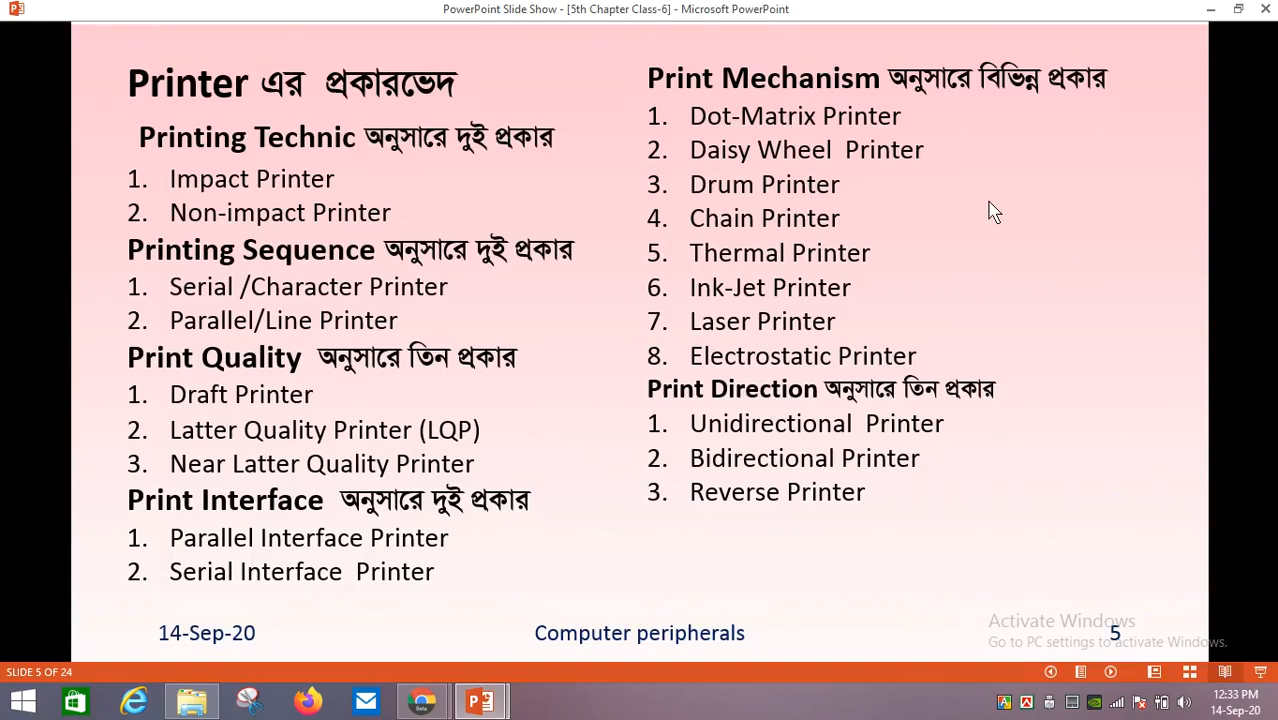 PowerPoint Slide Show - [5th Chapter Class-6] - Microsoft PowerPoint
Printer এর প্রকারভেদ
Printing Technic অনুসারে দুই প্রকার
1. Impact Printer
2. Non-impact Printer
Printing Sequence অনুসারে দুই প্রকার
1. Serial /Character Printer
2. Parallel/Line Printer
Print Quality অনুসারে তিন প্রকার
1. Draft Printer
2. Latter Quality Printer (LQP)
3. Near Latter Quality Printer
Print Interface অনুসারে দুই প্রকার
1. Parallel Interface Printer
2. Serial Interface Printer
Print Mechanism অনুসারে বিভিন্ন প্রকার
1. Dot-Matrix Printer
2. Daisy Wheel Printer
3. Drum Printer
4. Chain Printer
5. Thermal Printer
6. Ink-Jet Printer
7. Laser Printer
8. Electrostatic Printer
Print Direction অনুসারে তিন প্রকার
1. Unidirectional Printer
2. Bidirectional Printer
3. Reverse Printer
14-Sep-20
Computer peripherals
5
Activate Windows
Go to PC settings to activate Windows.
SLIDE 5 OF 24
12:33 PM
14-Sep-20